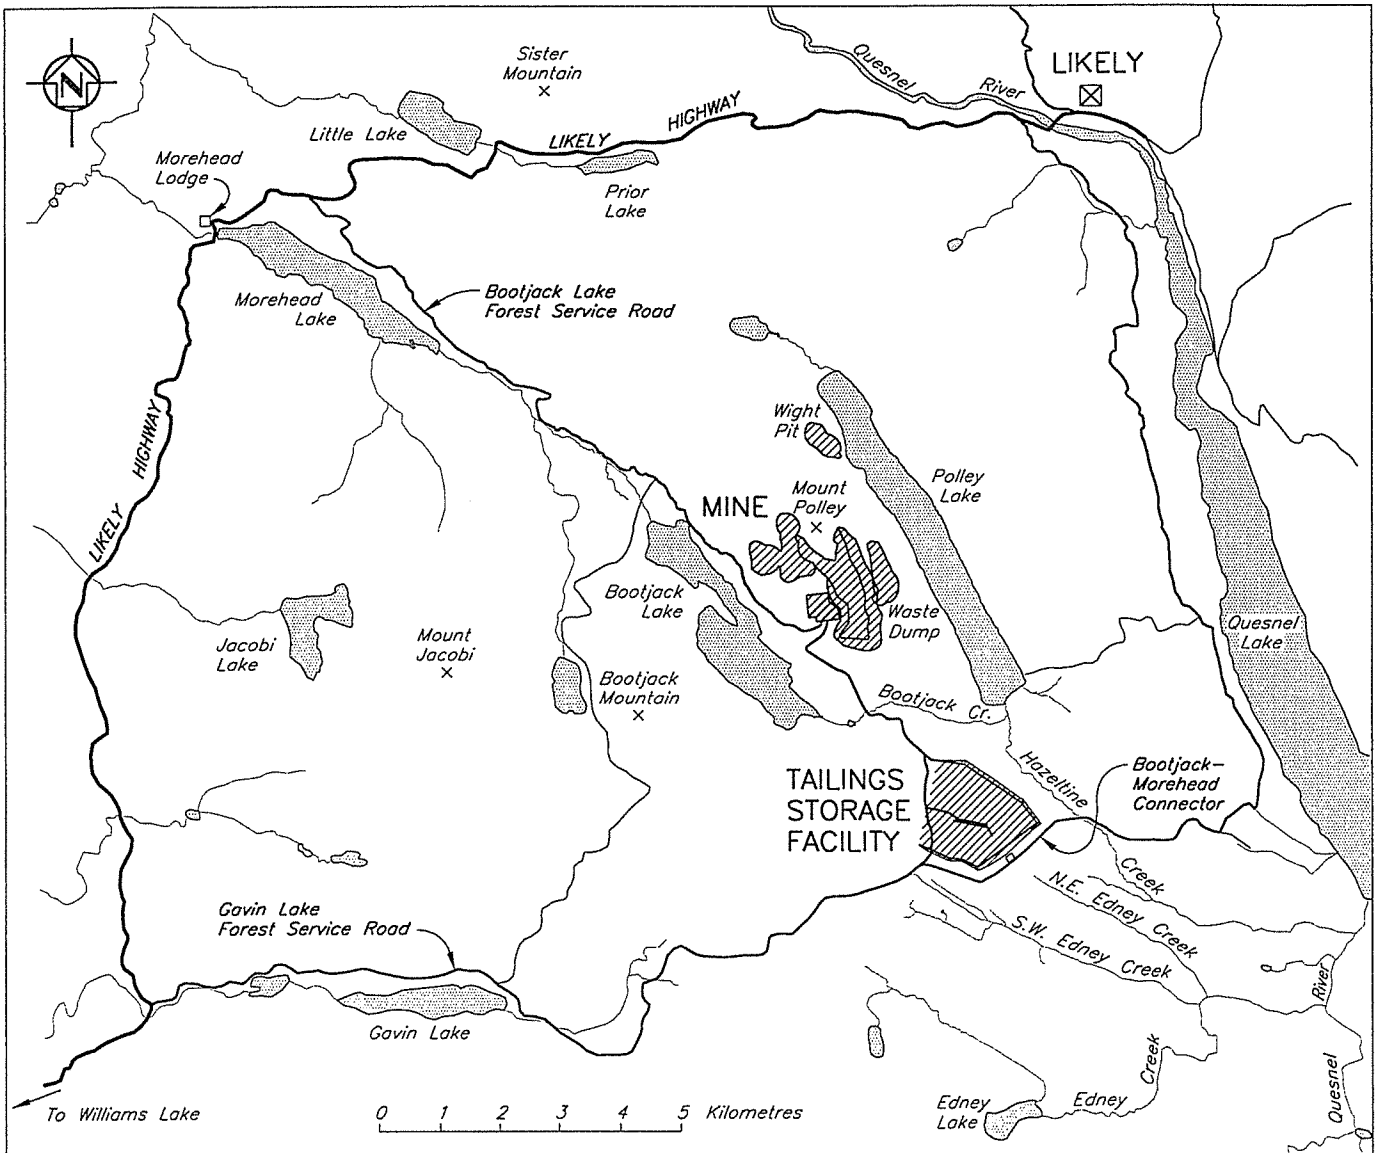 N
Sister
Mountain
LIKELY
Quesnel
River
HIGHWAY
LIKELY
Little Lake
Morehead
Lodge
Prior
Lake
Bootjack Lake
Forest Service Road
Morehead
Lake
Wight
Pit
Polley
Lake
MINE
Mount
Polley
HIGHWAY
LIKELY
Bootjack
Lake
Waste
Dump
Quesnel
Lake
Jacobi
Lake
Mount
Jacobi
Bootjack
Mountain
Bootjack Cr.
Hazeltine
Creek
Bootjack–
Morehead
Connector
TAILINGS
STORAGE
FACILITY
N.E. Edney Creek
S.W. Edney Creek
Gavin Lake
Forest Service Road
River
Quesnel
Gavin Lake
Edney
Lake
Edney
Creek
To Williams Lake
0 1 2 3 4 5 Kilometres